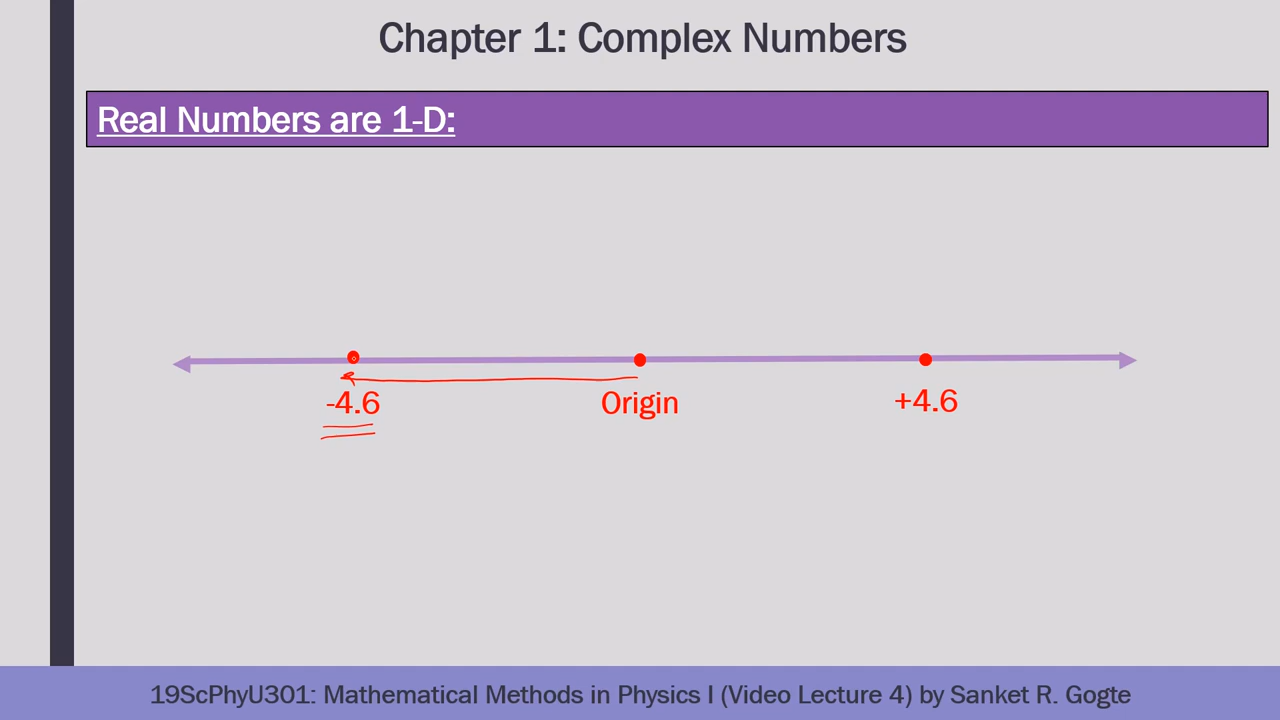 Chapter 1: Complex Numbers
Real Numbers are 1-D:
-4.6 Origin +4.6
19ScPhyU301: Mathematical Methods in Physics I (Video Lecture 4) by Sanket R. Gogte